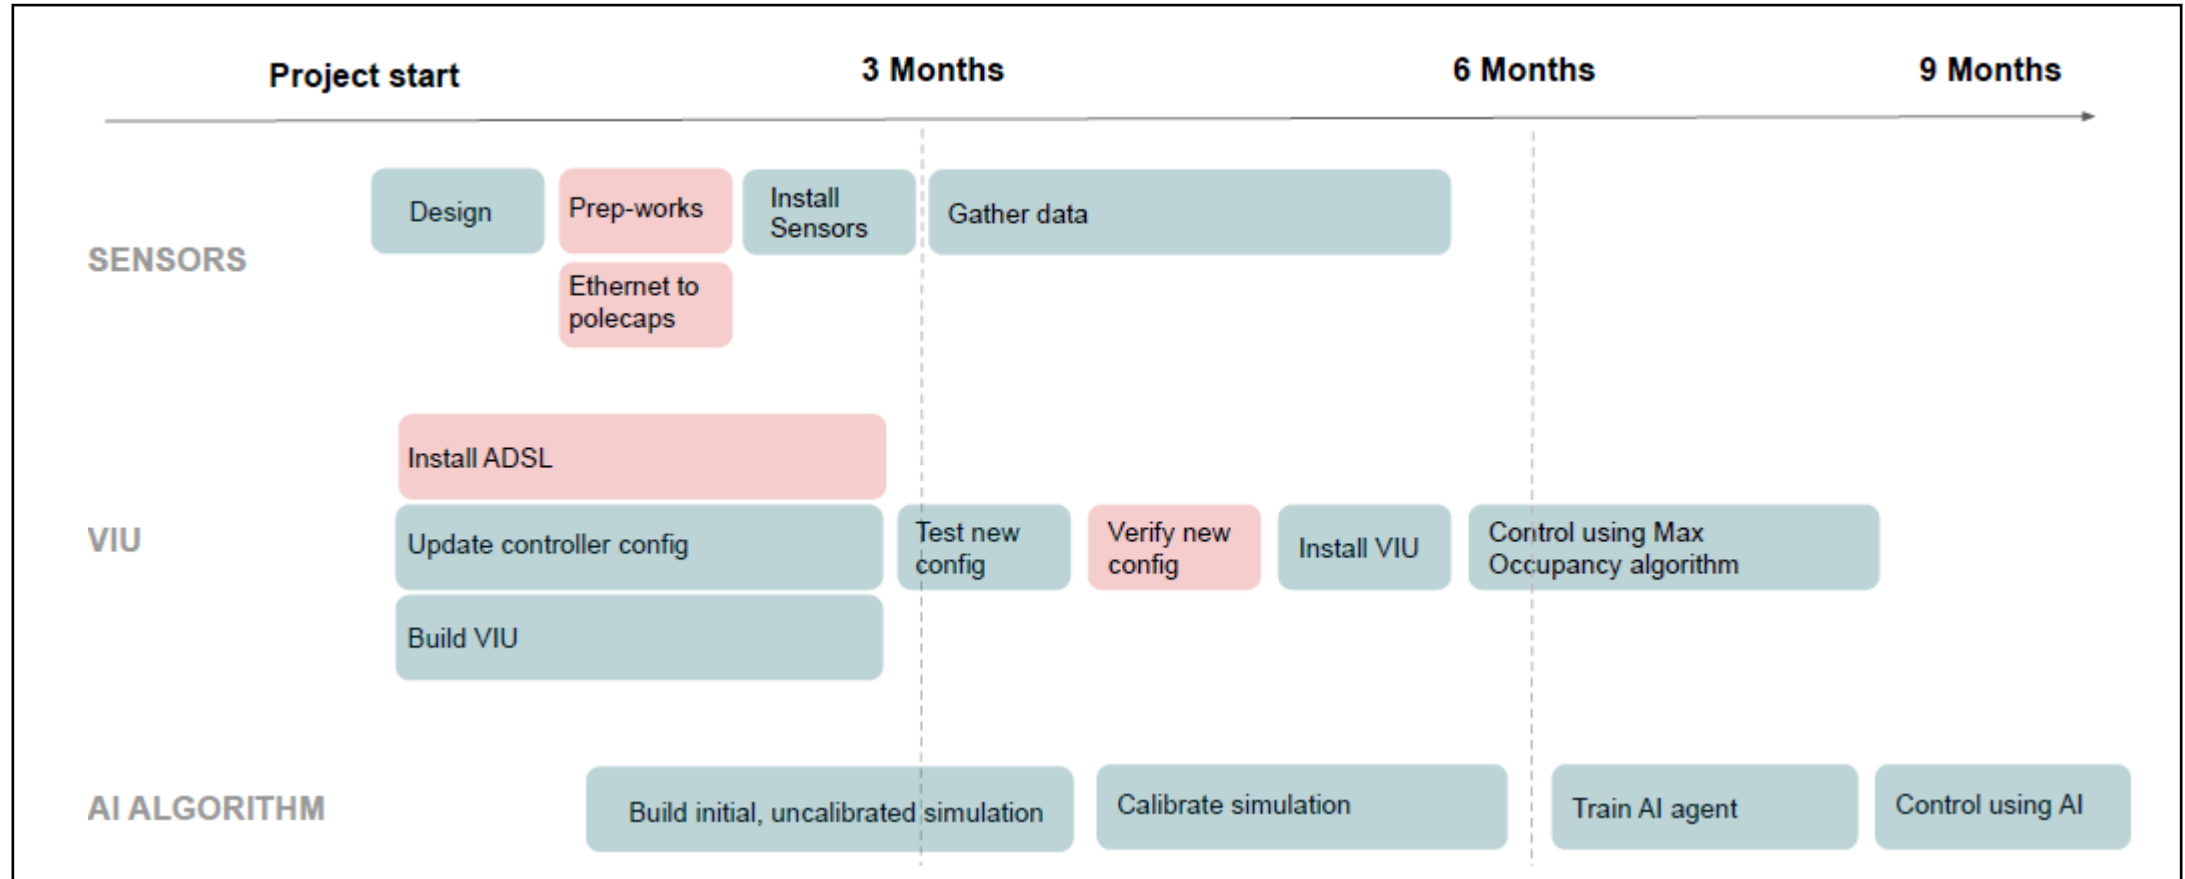 Project start
3 Months
6 Months
9 Months
SENSORS
Design
Prep-works
Install
Sensors
Gather data
Ethernet to
polecaps
VIU
Install ADSL
Update controller config
Build VIU
Test new
config
Verify new
config
Install VIU
Control using Max
Occupancy algorithm
AI ALGORITHM
Build initial, uncalibrated simulation
Calibrate simulation
Train AI agent
Control using AI